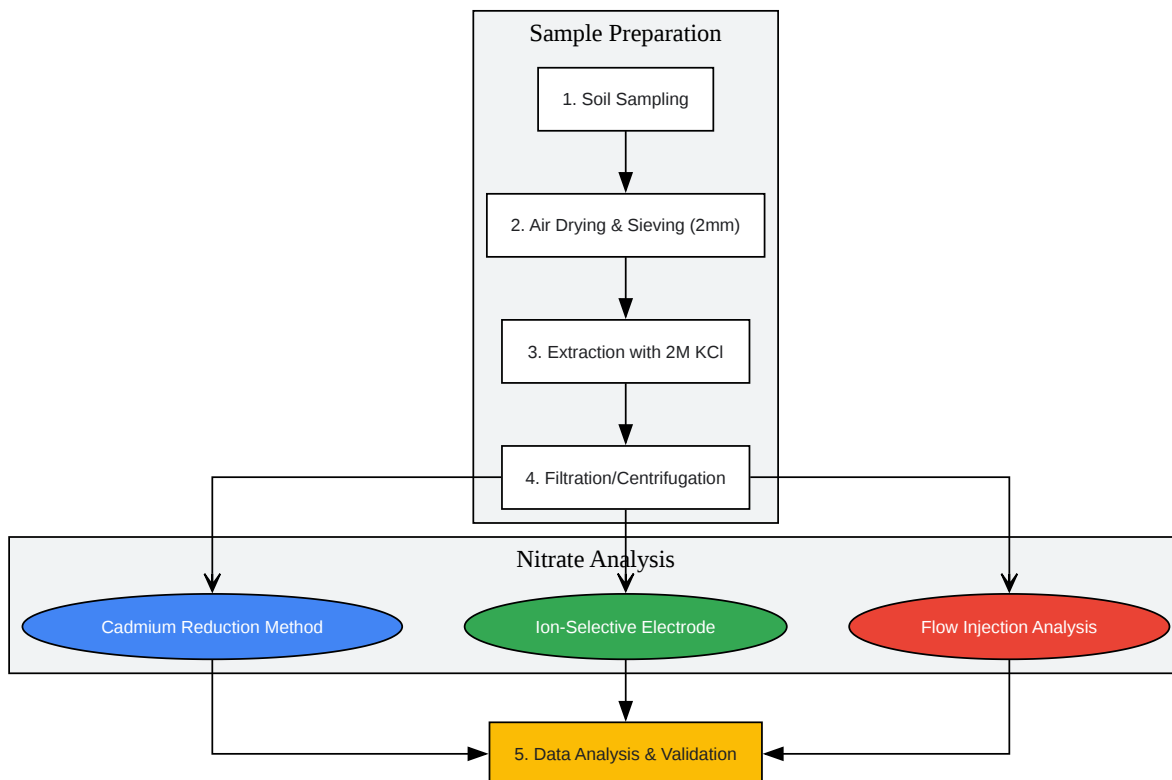 Sample Preparation
1. Soil Sampling
2. Air Drying & Sieving (2mm)
3. Extraction with 2M KCl
4. Filtration/Centrifugation
Nitrate Analysis
Cadmium Reduction Method
Ion-Selective Electrode
Flow Injection Analysis
5. Data Analysis & Validation